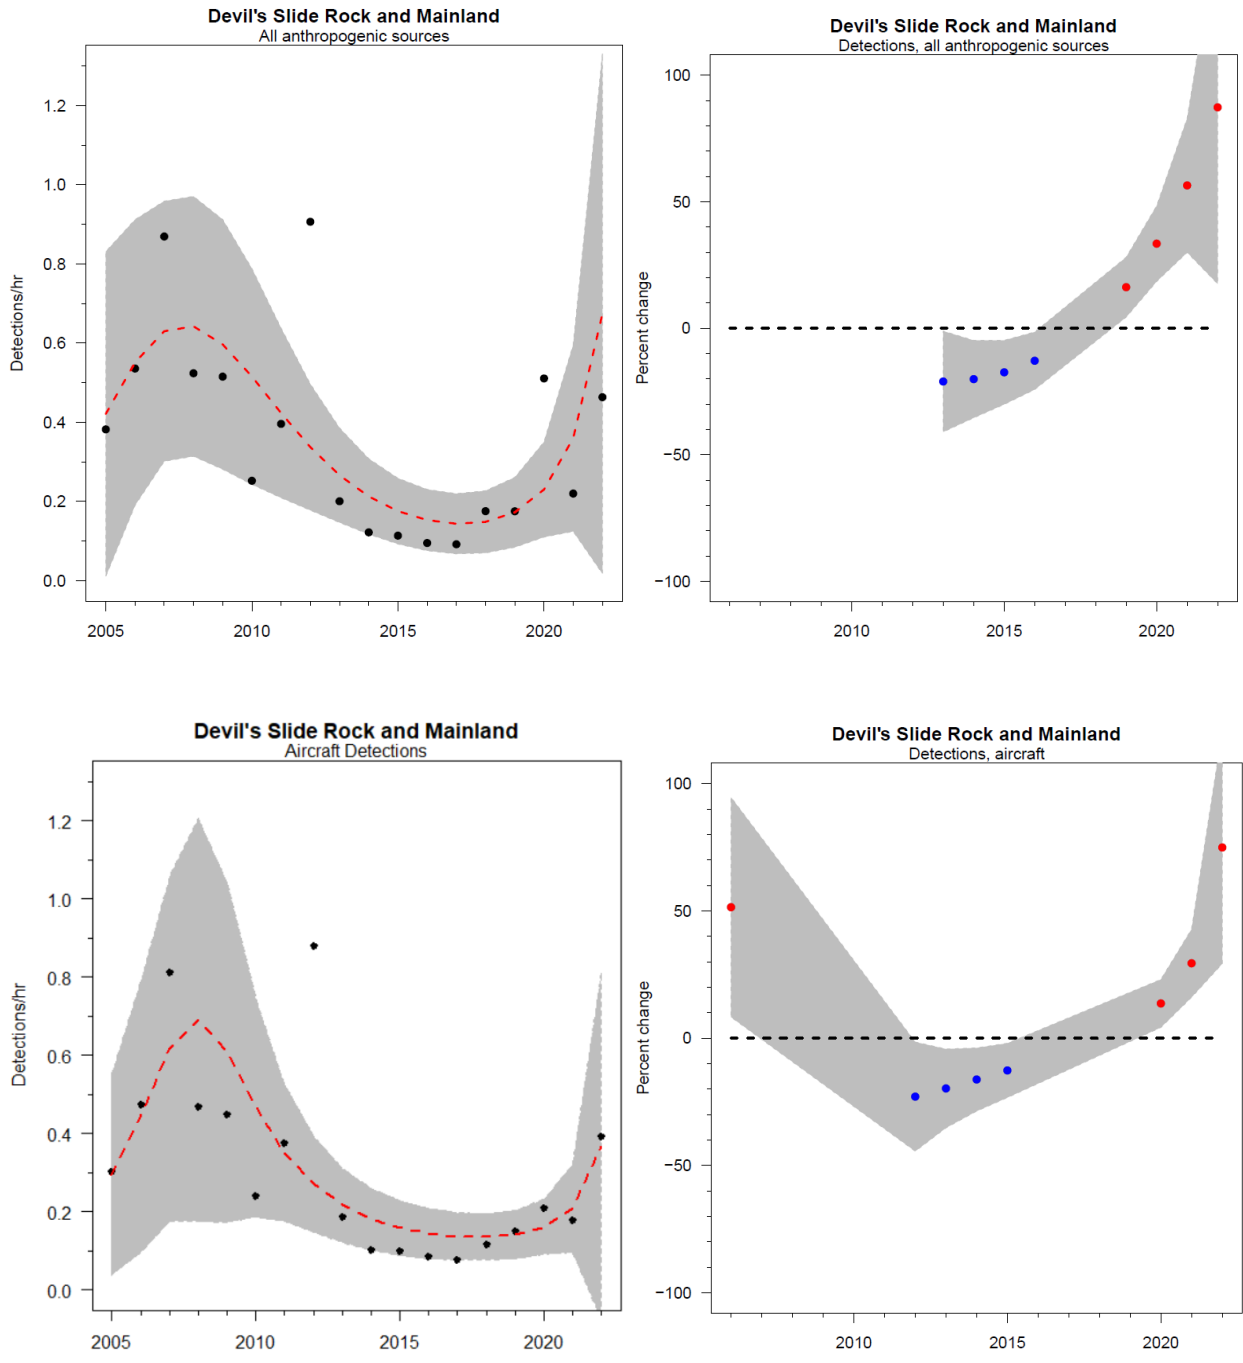 Devil's Slide Rock and Mainland
All anthropogenic sources
Detections/hr
1.2
1.0
0.8
0.6
0.4
0.2
0.0
2005 2010 2015 2020
Devil's Slide Rock and Mainland
Detections, all anthropogenic sources
Percent change
100
50
0
−50
−100
2010 2015 2020
Devil's Slide Rock and Mainland
Aircraft Detections
Detections/hr
1.2
1.0
0.8
0.6
0.4
0.2
0.0
2005 2010 2015 2020
Devil's Slide Rock and Mainland
Detections, aircraft
Percent change
100
50
0
−50
−100
2010 2015 2020